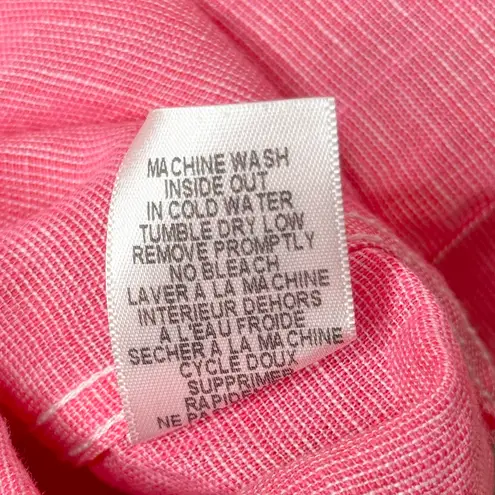 MACHINE WASH
INSIDE OUT
IN COLD WATER
TUMBLE DRY LOW
REMOVE PROMPTLY
NO BLEACH
LAVER A LA MACHINE
INTERIEUR DEHORS
A L'EAU FROIDE
SECHER A LA MACHINE
CYCLE DOUX
SUPPRIMER
NE